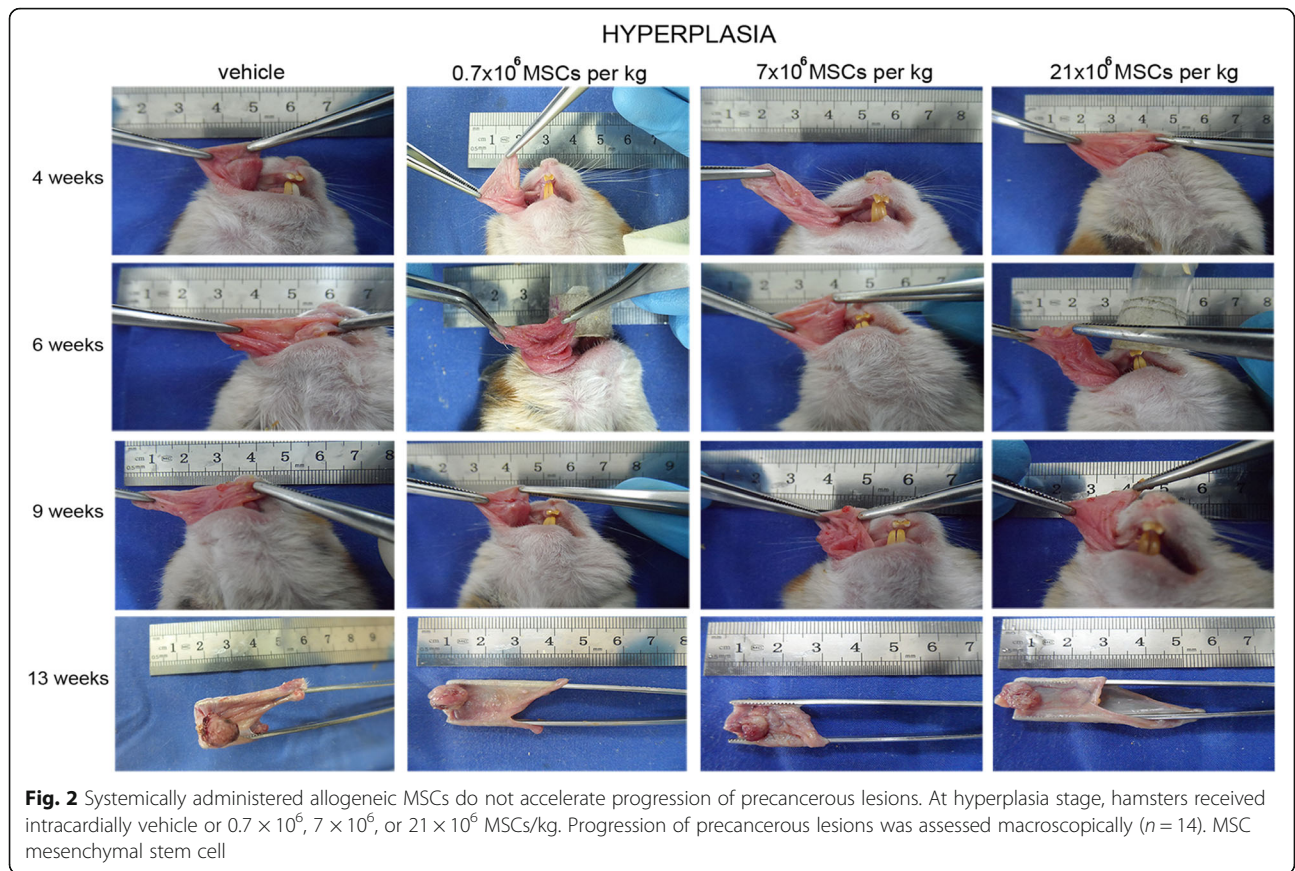 HYPERPLASIA
vehicle
0.7x10⁶ MSCs per kg
7x10⁶ MSCs per kg
21x10⁶ MSCs per kg
4 weeks
6 weeks
9 weeks
13 weeks
Fig. 2 Systemically administered allogeneic MSCs do not accelerate progression of precancerous lesions. At hyperplasia stage, hamsters received
intracardially vehicle or 0.7 × 10⁶, 7 × 10⁶, or 21 × 10⁶ MSCs/kg. Progression of precancerous lesions was assessed macroscopically (n = 14). MSC
mesenchymal stem cell